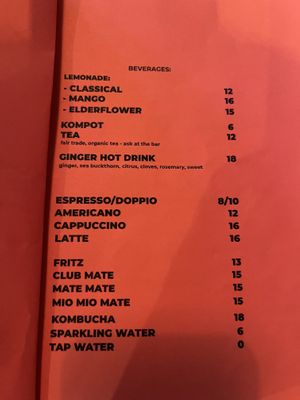 BEVERAGES:
LEMONADE:
- CLASSICAL 12
- MANGO 16
- ELDERFLOWER 15
KOMPOT 6
TEA 12
fair trade, organic tea - ask at the bar
GINGER HOT DRINK 18
ginger, sea buckthorn, citrus, cloves, rosemary, sweet
ESPRESSO/DOPPIO 8/10
AMERICANO 12
CAPPUCCINO 16
LATTE 16
FRITZ 13
CLUB MATE 15
MATE MATE 15
MIO MIO MATE 15
KOMBUCHA 18
SPARKLING WATER 6
TAP WATER 0